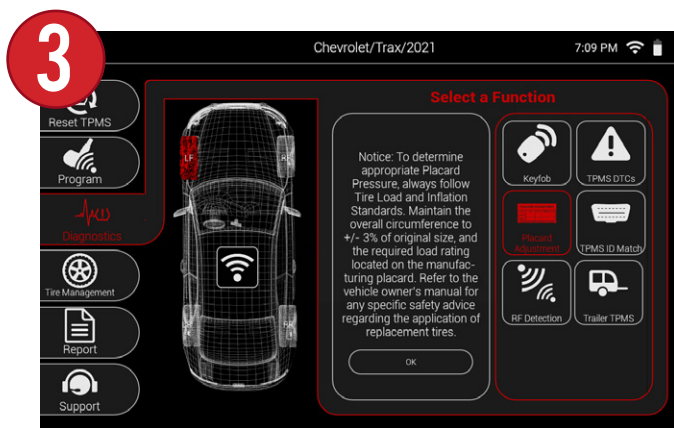 3
Chevrolet/Trax/2021
7:09 PM
Reset TPMS
Program
Diagnostics
Tire Management
Report
Support
LF
Select a Function
Notice: To determine
appropriate Placard
Pressure, always follow
Tire Load and Inflation
Standards. Maintain the
overall circumference to
+/- 3% of original size, and
the required load rating
located on the manufac-
turing placard. Refer to the
vehicle owner's manual for
any specific safety advice
regarding the application of
replacement tires.
OK
Keyfob
TPMS DTCs
Placard
Adjustment
TPMS ID Match
RF Detection
Trailer TPMS